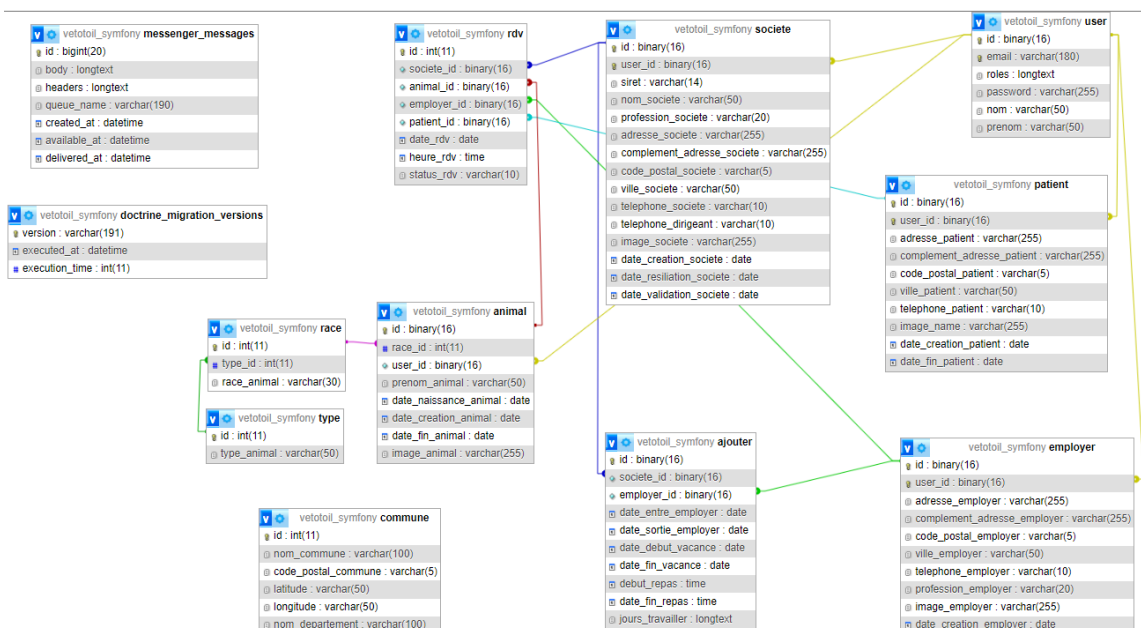 vetotoil_symfony messenger_messages
id : bigint(20)
body : longtext
headers : longtext
queue_name : varchar(190)
created_at : datetime
available_at : datetime
delivered_at : datetime
vetotoil_symfony doctrine_migration_versions
version : varchar(191)
executed_at : datetime
execution_time : int(11)
vetotoil_symfony rdv
id : int(11)
societe_id : binary(16)
animal_id : binary(16)
employer_id : binary(16)
patient_id : binary(16)
date_rdv : date
heure_rdv : time
status_rdv : varchar(10)
vetotoil_symfony societe
id : binary(16)
user_id : binary(16)
siret : varchar(14)
nom_societe : varchar(50)
profession_societe : varchar(20)
adresse_societe : varchar(255)
complement_adresse_societe : varchar(255)
code_postal_societe : varchar(5)
ville_societe : varchar(50)
telephone_societe : varchar(10)
telephone_dirigeant : varchar(10)
image_societe : varchar(255)
date_creation_societe : date
date_resiliation_societe : date
date_validation_societe : date
vetotoil_symfony user
id : binary(16)
email : varchar(180)
roles : longtext
password : varchar(255)
nom : varchar(50)
prenom : varchar(50)
vetotoil_symfony patient
id : binary(16)
user_id : binary(16)
adresse_patient : varchar(255)
complement_adresse_patient : varchar(255)
code_postal_patient : varchar(5)
ville_patient : varchar(50)
telephone_patient : varchar(10)
image_name : varchar(255)
date_creation_patient : date
date_fin_patient : date
vetotoil_symfony race
id : int(11)
type_id : int(11)
race_animal : varchar(30)
vetotoil_symfony type
id : int(11)
type_animal : varchar(50)
vetotoil_symfony animal
id : binary(16)
race_id : int(11)
user_id : binary(16)
prenom_animal : varchar(50)
date_naissance_animal : date
date_creation_animal : date
date_fin_animal : date
image_animal : varchar(255)
vetotoil_symfony commune
id : int(11)
nom_commune : varchar(100)
code_postal_commune : varchar(5)
latitude : varchar(50)
longitude : varchar(50)
nom_departement : varchar(100)
vetotoil_symfony ajouter
id : binary(16)
societe_id : binary(16)
employer_id : binary(16)
date_entre_employer : date
date_sortie_employer : date
date_debut_vacance : date
date_fin_vacance : date
debut_repas : time
date_fin_repas : time
jours_travailler : longtext
vetotoil_symfony employer
id : binary(16)
user_id : binary(16)
adresse_employer : varchar(255)
complement_adresse_employer : varchar(255)
code_postal_employer : varchar(5)
ville_employer : varchar(50)
telephone_employer : varchar(10)
profession_employer : varchar(20)
image_employer : varchar(255)
date_creation_employer : date